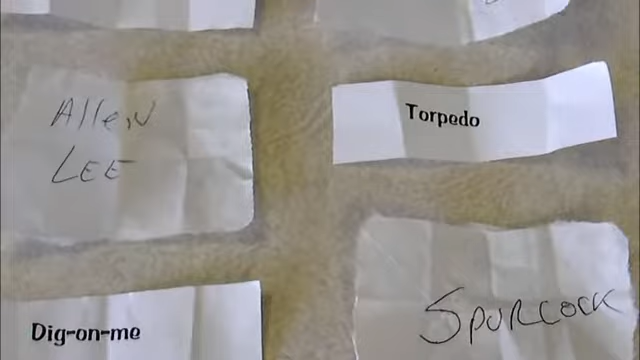 Allen
LEE
Torpedo
Dig-on-me
SPURCOCK